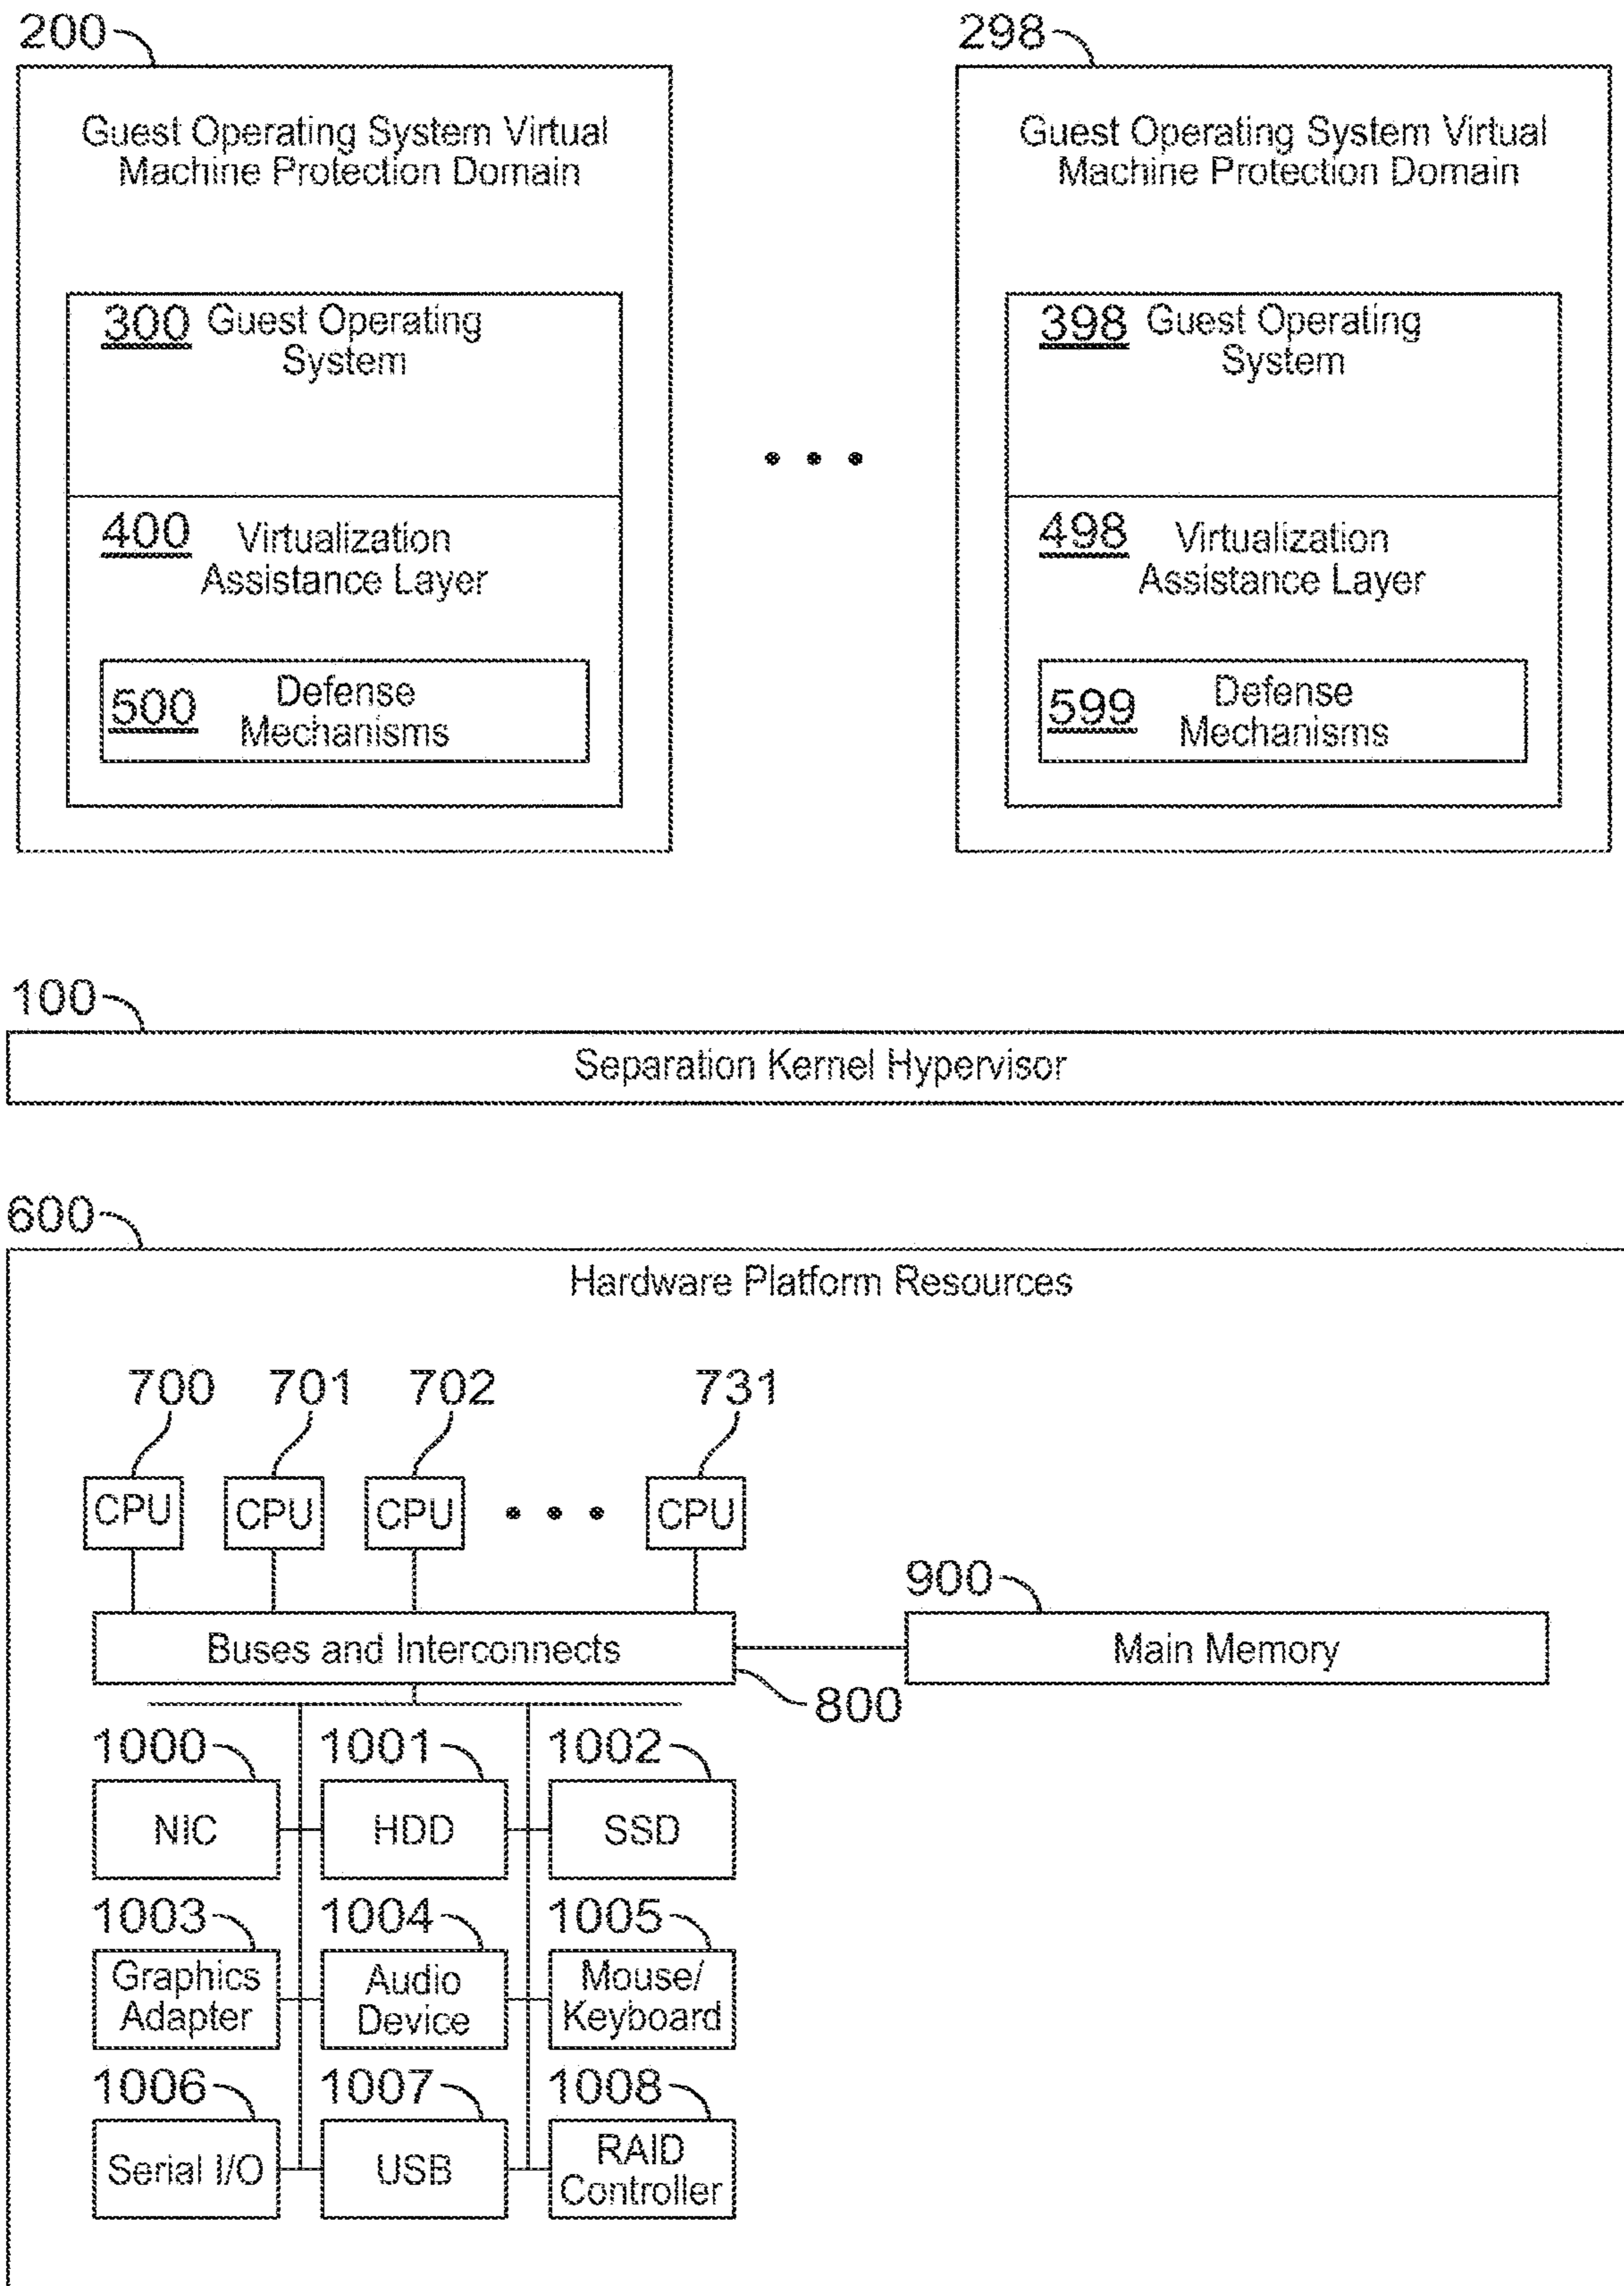 200
298
Guest Operating System Virtual
Machine Protection Domain
300 Guest Operating
System
400 Virtualization
Assistance Layer
500 Defense
Mechanisms
Guest Operating System Virtual
Machine Protection Domain
398 Guest Operating
System
498 Virtualization
Assistance Layer
599 Defense
Mechanisms
100
Separation Kernel Hypervisor
600
Hardware Platform Resources
700 701 702 731
CPU CPU CPU CPU
900
Buses and Interconnects
Main Memory
800
1000 1001 1002
NIC HDD SSD
1003 1004 1005
Graphics
Adapter
Audio
Device
Mouse/
Keyboard
1006 1007 1008
Serial I/O USB
RAID
Controller